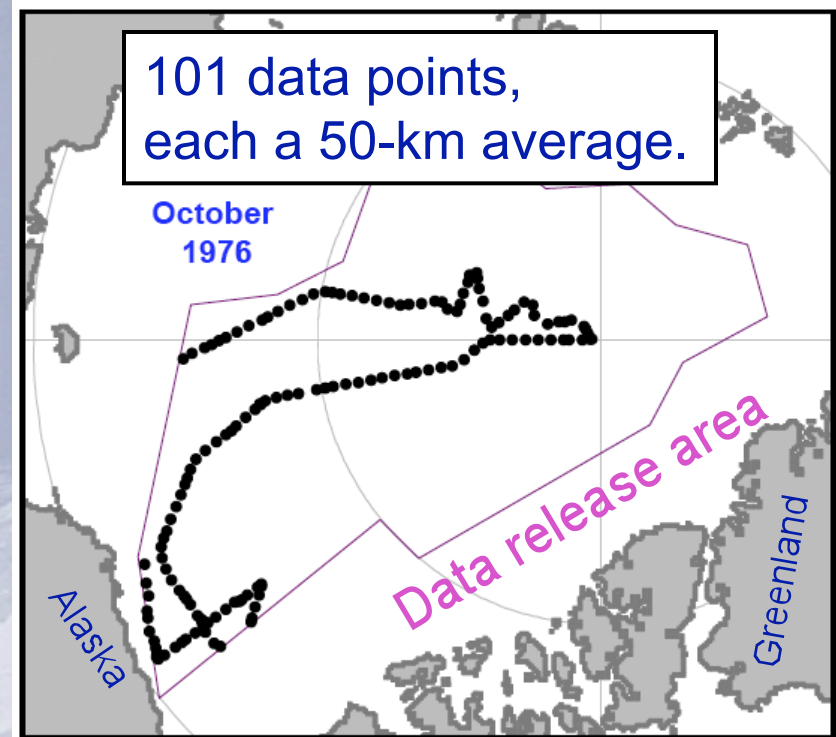 101 data points,
each a 50-km average.
October
1976
Data release area
Alaska
Greenland